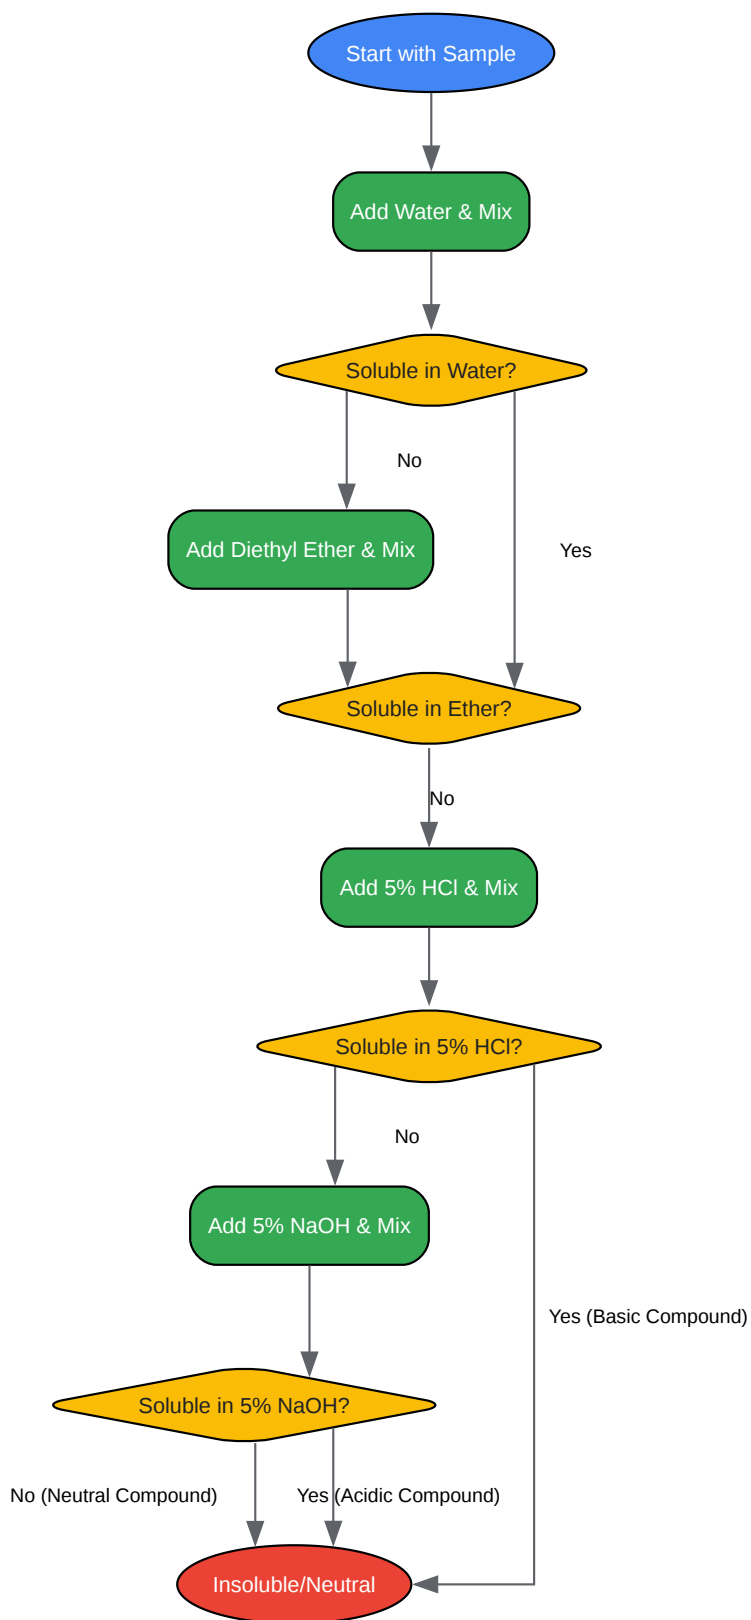 Start with Sample
Add Water & Mix
Soluble in Water?
No
Add Diethyl Ether & Mix
Yes
Soluble in Ether?
No
Add 5% HCl & Mix
Soluble in 5% HCl?
No
Add 5% NaOH & Mix
Yes (Basic Compound)
Soluble in 5% NaOH?
No (Neutral Compound)
Yes (Acidic Compound)
Insoluble/Neutral